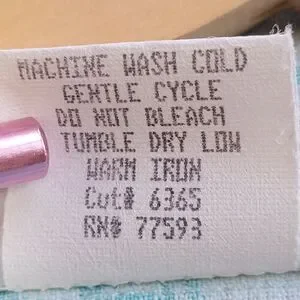 MACHINE WASH COLD
GENTLE CYCLE
DO NOT BLEACH
TUMBLE DRY LOW
WARM IRON
Cut# 6365
RN# 77593